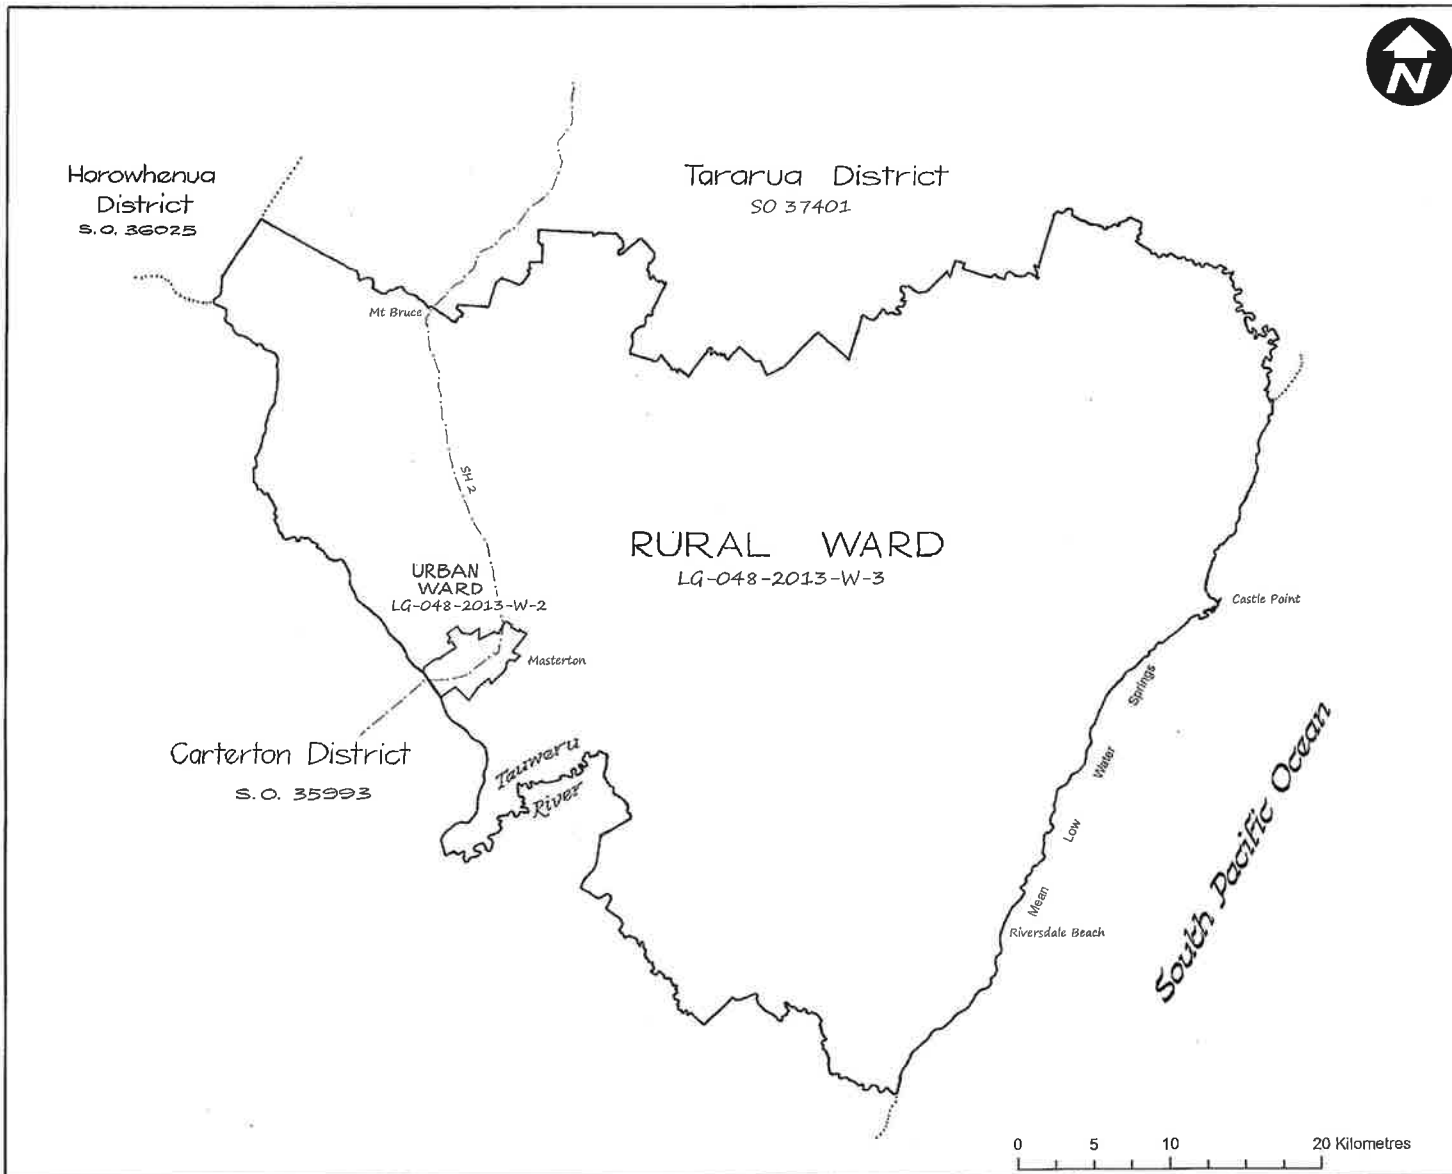 N
Horowhenua
District
S.O. 36025
Tararua District
SO 37401
Mt Bruce
SH 2
RURAL WARD
LG-048-2013-W-3
URBAN
WARD
LG-048-2013-W-2
Masterton
Castle Point
Carterton District
S.O. 35993
Tauweru
River
Mean Low Water Springs
Riversdale Beach
South Pacific Ocean
0 5 10 20 Kilometres